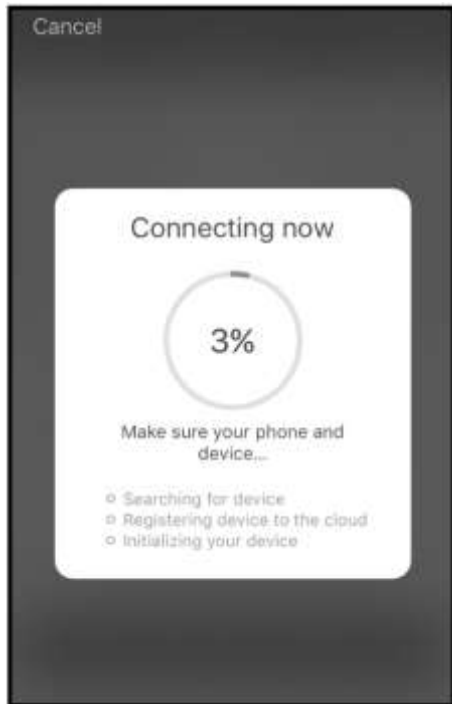 Cancel
Connecting now
3%
Make sure your phone and
device...
Searching for device
Registering device to the cloud
Initializing your device